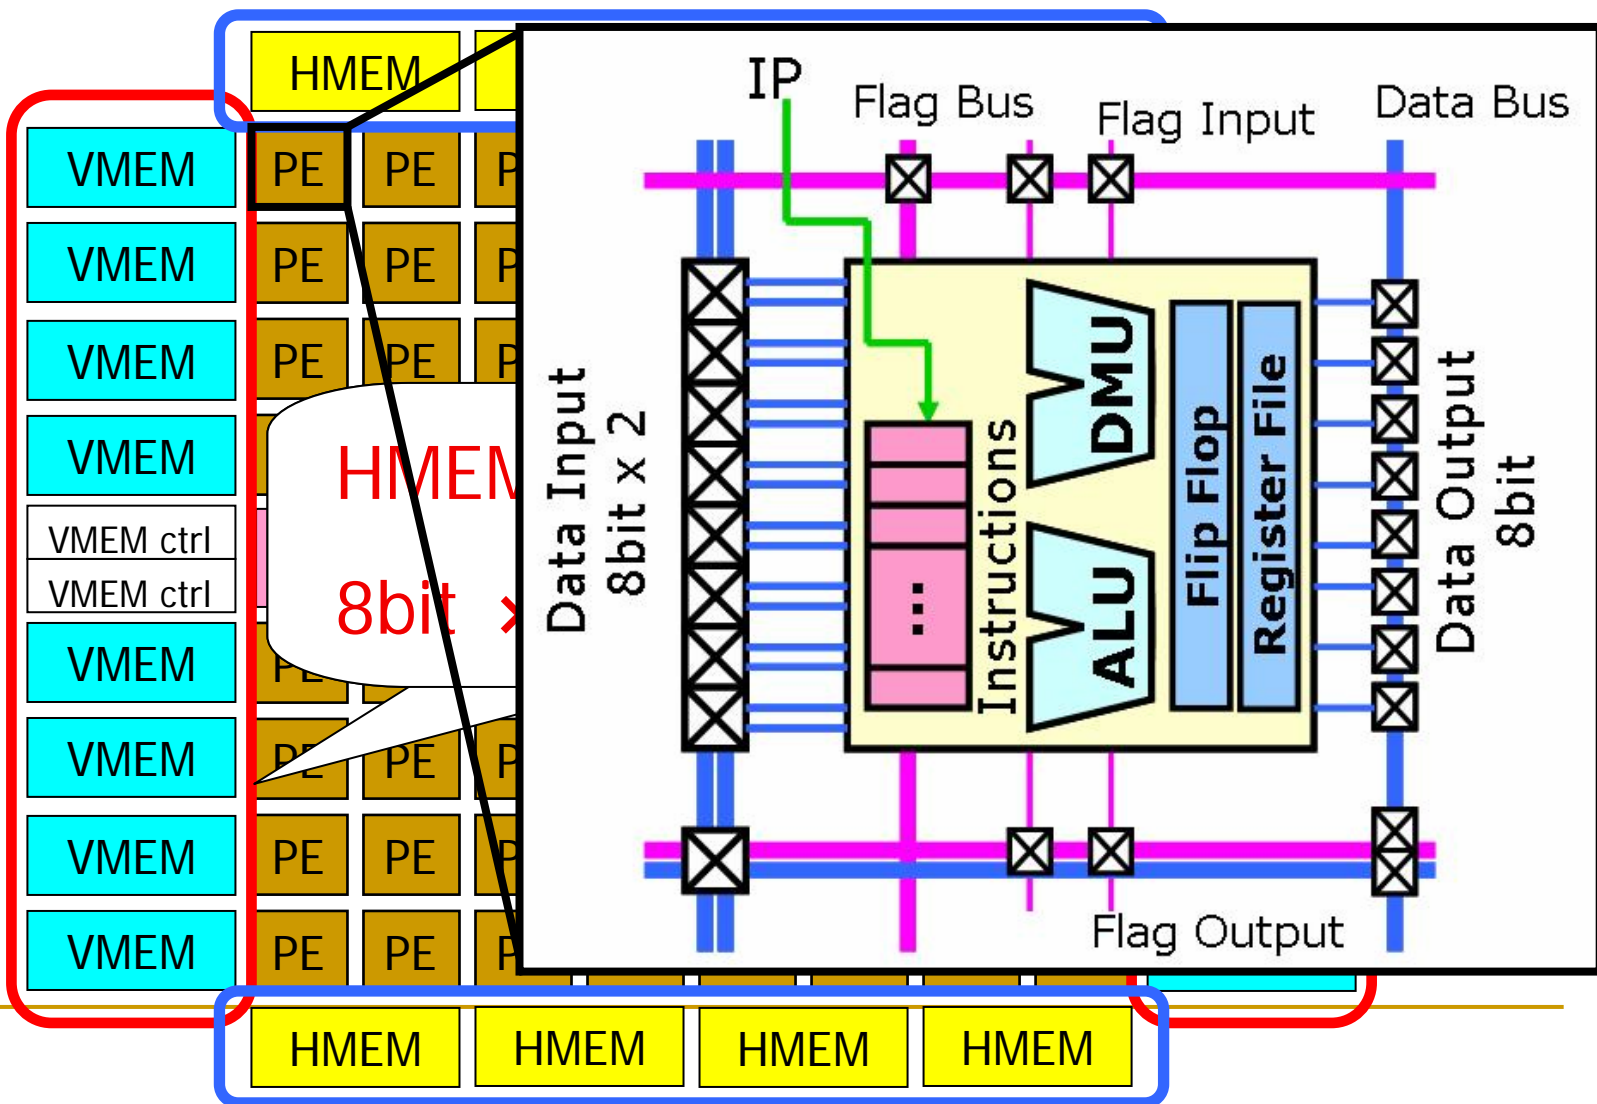 HMEM
VMEM PE PE
VMEM PE PE
VMEM PE PE
VMEM
VMEM ctrl
VMEM ctrl
VMEM
VMEM PE PE
VMEM PE PE
VMEM PE PE
HMEM
8bit
HMEM HMEM HMEM HMEM
IP
Flag Bus
Flag Input
Data Bus
Data Input
8bit x 2
Instructions
...
DMU
ALU
Flip Flop
Register File
Data Output
8bit
Flag Output